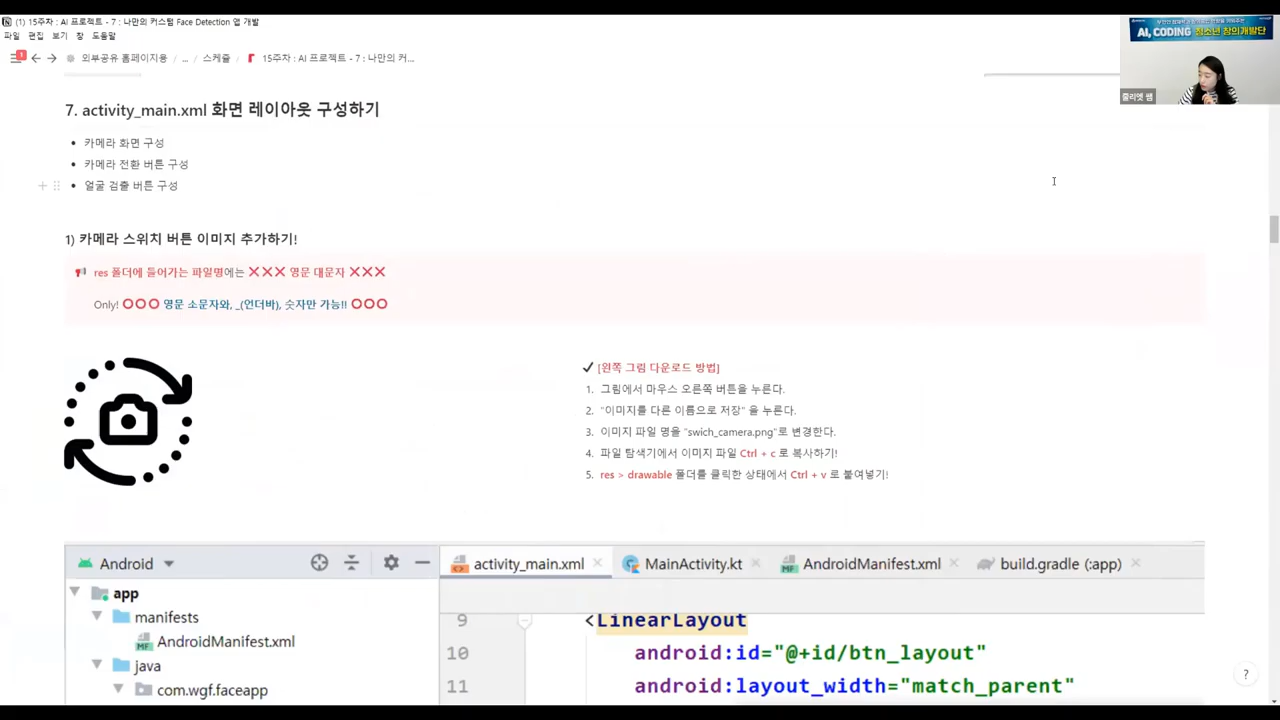 (1) 15주차 : AI 프로젝트 - 7 : 나만의 커스텀 Face Detection 앱 개발
파일 편집 보기 창 도움말
1
외부공유 홈페이지용 / ... / 스케줄 / 15주차 : AI 프로젝트 - 7 : 나만의 커...
AI, CODING 청소년 창의개발단
줄리엣 쌤
7. activity_main.xml 화면 레이아웃 구성하기
• 카메라 화면 구성
• 카메라 전환 버튼 구성
• 얼굴 검출 버튼 구성
1) 카메라 스위치 버튼 이미지 추가하기!
res 폴더에 들어가는 파일명에는 ❌❌❌ 영문 대문자 ❌❌❌
Only! ⭕⭕⭕ 영문 소문자와, _(언더바), 숫자만 가능!! ⭕⭕⭕
✔ [왼쪽 그림 다운로드 방법]
1. 그림에서 마우스 오른쪽 버튼을 누른다.
2. "이미지를 다른 이름으로 저장" 을 누른다.
3. 이미지 파일 명을 "swich_camera.png"로 변경한다.
4. 파일 탐색기에서 이미지 파일 Ctrl + c 로 복사하기!
5. res > drawable 폴더를 클릭한 상태에서 Ctrl + v 로 붙여넣기!
Android
activity_main.xml MainActivity.kt AndroidManifest.xml build.gradle (:app)
app
manifests
AndroidManifest.xml
java
com.wgf.faceapp
9 <LinearLayout
10 android:id="@+id/btn_layout"
11 android:layout_width="match_parent"
?